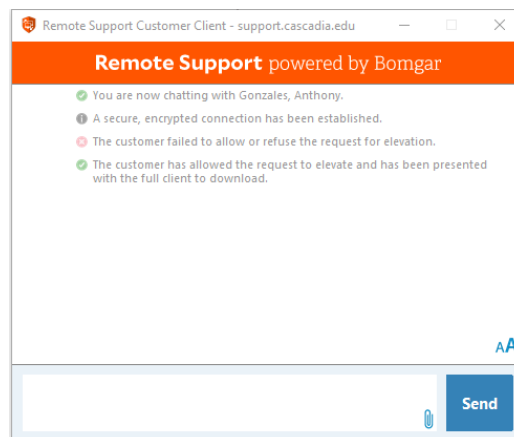 Remote Support Customer Client - support.cascadia.edu
Remote Support powered by Bomgar
You are now chatting with Gonzales, Anthony.
A secure, encrypted connection has been established.
The customer failed to allow or refuse the request for elevation.
The customer has allowed the request to elevate and has been presented
with the full client to download.
AA
Send